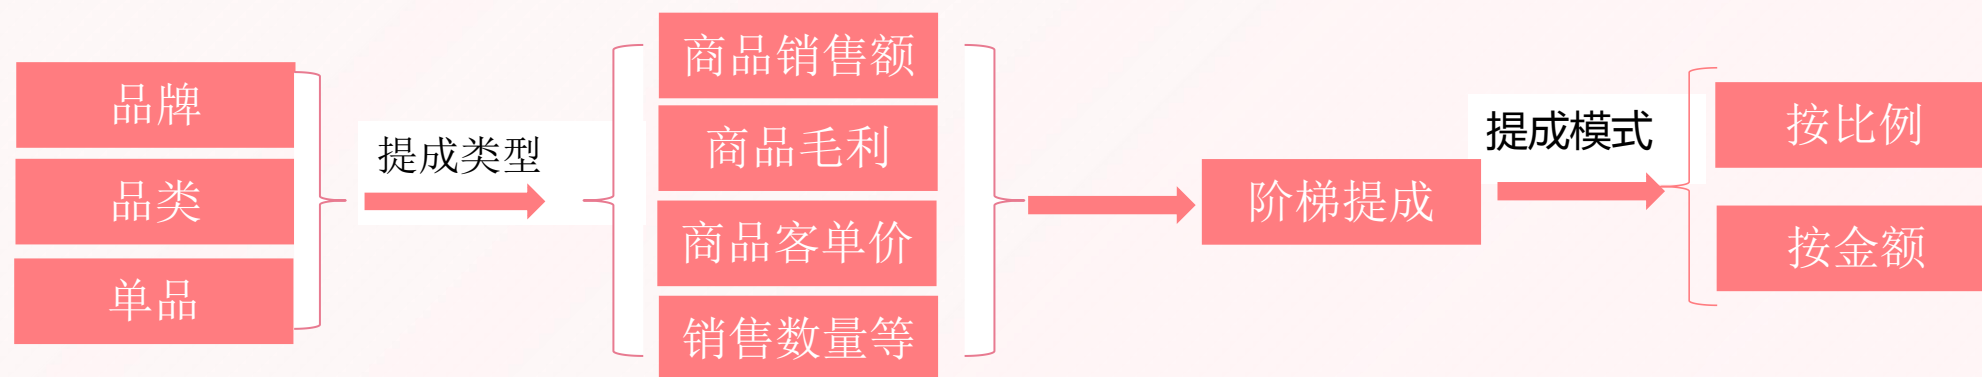 品牌
品类
单品
提成类型
商品销售额
商品毛利
商品客单价
销售数量等
阶梯提成
提成模式
按比例
按金额